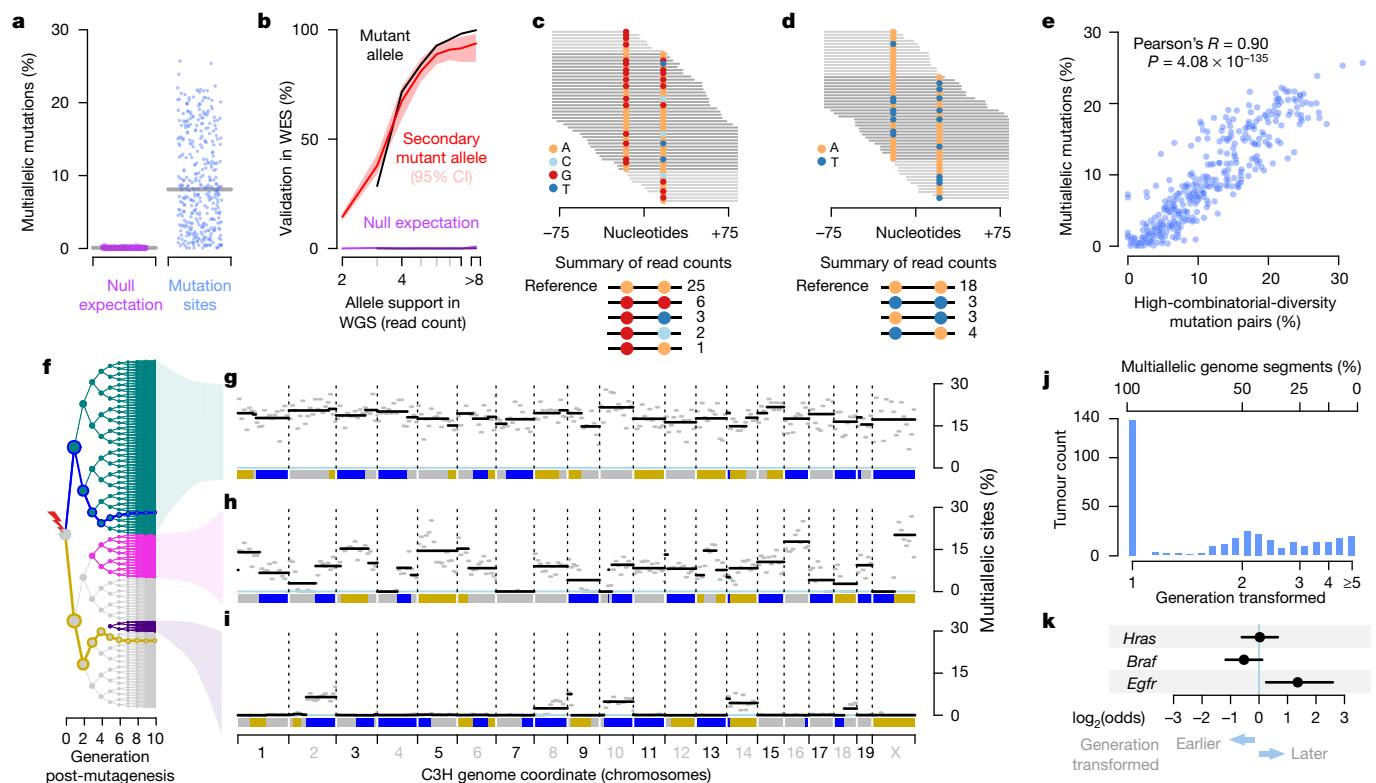 a
Multiallelic mutations (%)
30
20
10
0
Null
expectation
Mutation
sites
b
Validation in WES (%)
100
50
0
Mutant
allele
Secondary
mutant allele
(95% CI)
Null expectation
2
4
>8
Allele support in
WGS (read count)
c
A
C
G
T
−75
Nucleotides
+75
Summary of read counts
Reference
25
6
3
2
1
d
A
T
−75
Nucleotides
+75
Summary of read counts
Reference
18
3
3
4
e
Multiallelic mutations (%)
30
20
10
0
Pearson's R = 0.90
P = 4.08 × 10⁻¹³⁵
0
10
20
30
High-combinatorial-diversity
mutation pairs (%)
f
0 2 4 6 8 10
Generation
post-mutagenesis
g
30
15
0
h
30
15
0
i
30
15
0
Multiallelic sites (%)
1 2 3 4 5 6 7 8 9 10 11 12 13 14 15 16 17 18 19 X
C3H genome coordinate (chromosomes)
j
Multiallelic genome segments (%)
100 50 25 0
Tumour count
140
100
50
0
1 2 3 4 ≥5
Generation transformed
k
Hras
Braf
Egfr
log₂(odds)
−3 −2 −1 0 1 2 3
Generation
transformed
Earlier
Later